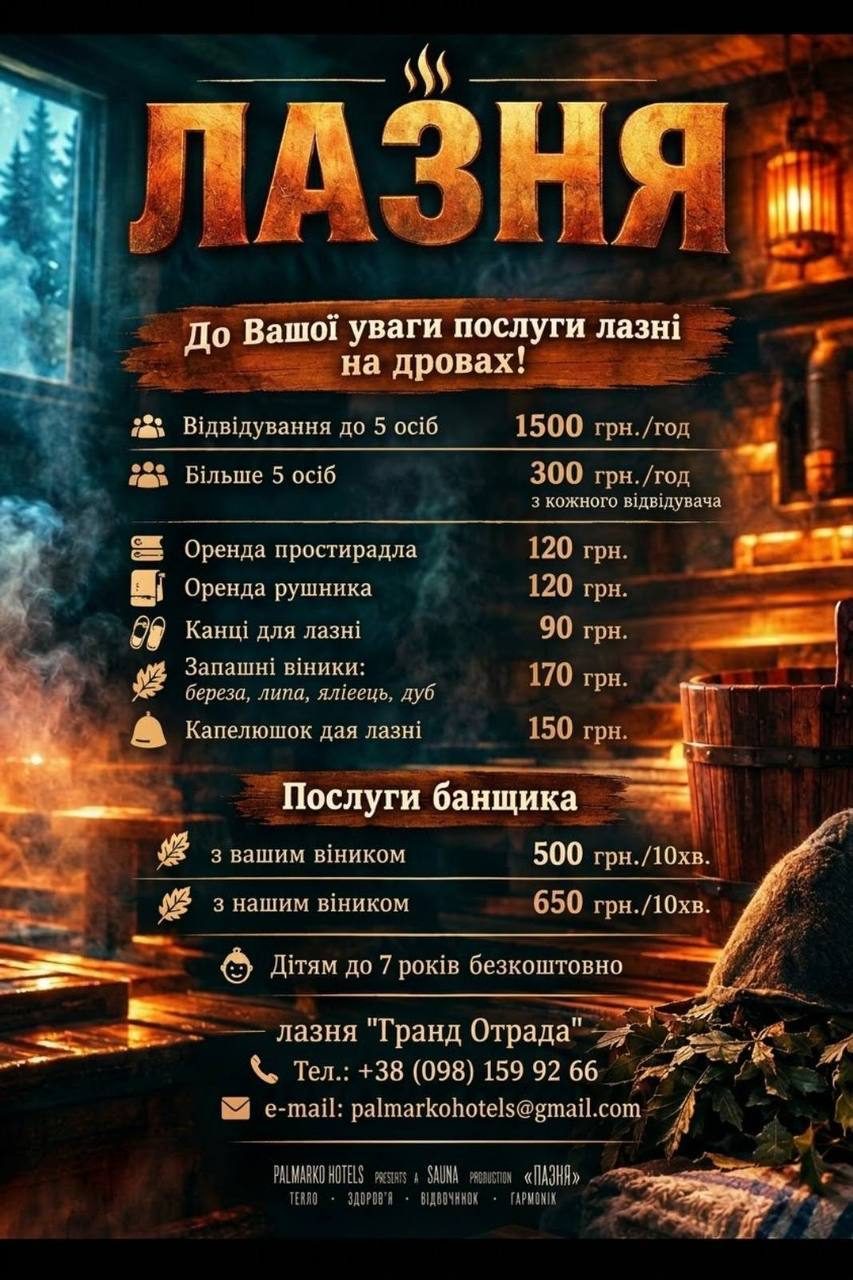 ЛАЗНЯ
До Вашої уваги послуги лазні
на дровах!
Відвідування до 5 осіб 1500 грн./год
Більше 5 осіб 300 грн./год
з кожного відвідувача
Оренда простирадла 120 грн.
Оренда рушника 120 грн.
Канці для лазні 90 грн.
Запашні віники: 170 грн.
береза, липа, яліеець, дуб
Капелюшок дая лазні 150 грн.
Послуги банщика
з вашим віником 500 грн./10хв.
з нашим віником 650 грн./10хв.
Дітям до 7 років безкоштовно
лазня "Гранд Отрада"
Тел.: +38 (098) 159 92 66
e-mail: palmarkohotels@gmail.com
PALMARKO HOTELS PRESENTS A SAUNA PRODUCTION «ПАЗНЯ»
ТЕПЛО · ЗДОРОВ'Я · ВІДВОЧННОК · ГАРМОNІК